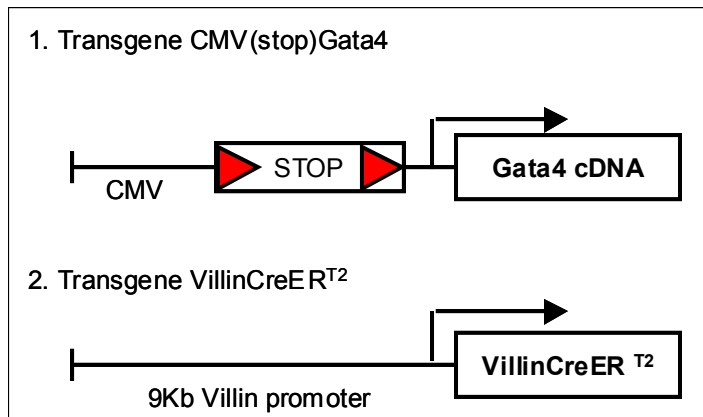 1. Transgene CMV(stop)Gata4
STOP
Gata4 cDNA
CMV
2. Transgene VillinCreER^T2
VillinCreER ^T2
9Kb Villin promoter